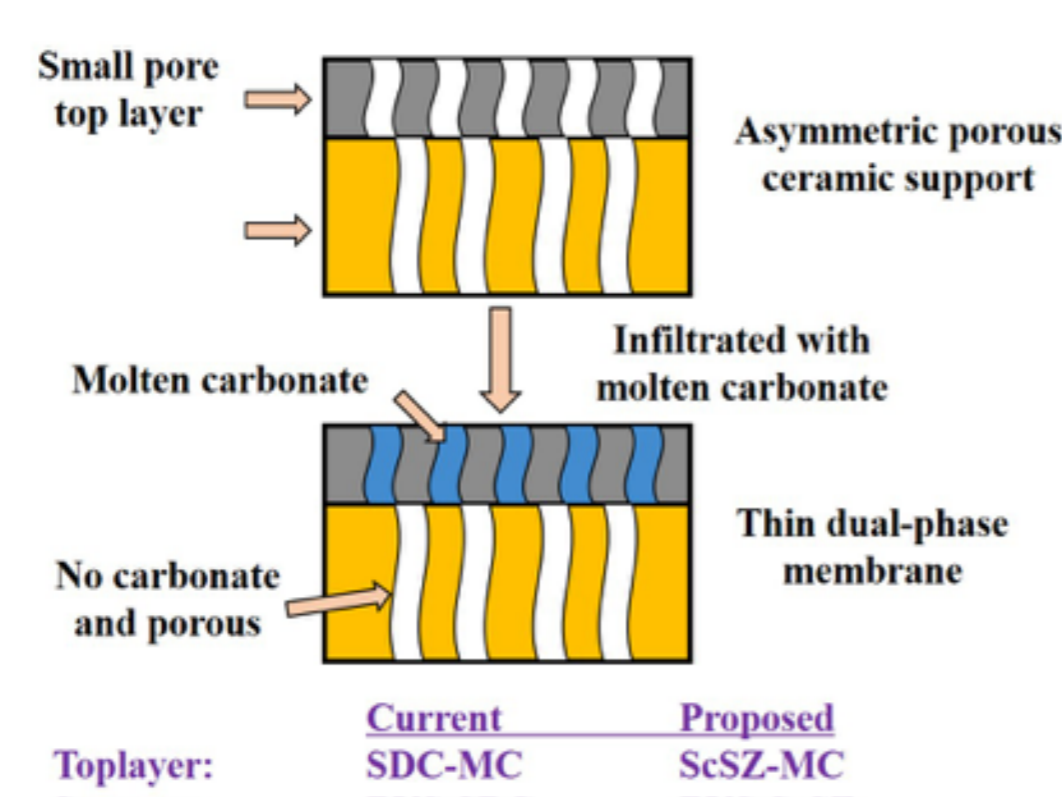 Small pore
top layer
Asymmetric porous
ceramic support
Infiltrated with
molten carbonate
Molten carbonate
Thin dual-phase
membrane
No carbonate
and porous
Current Proposed
Toplayer: SDC-MC ScSZ-MC